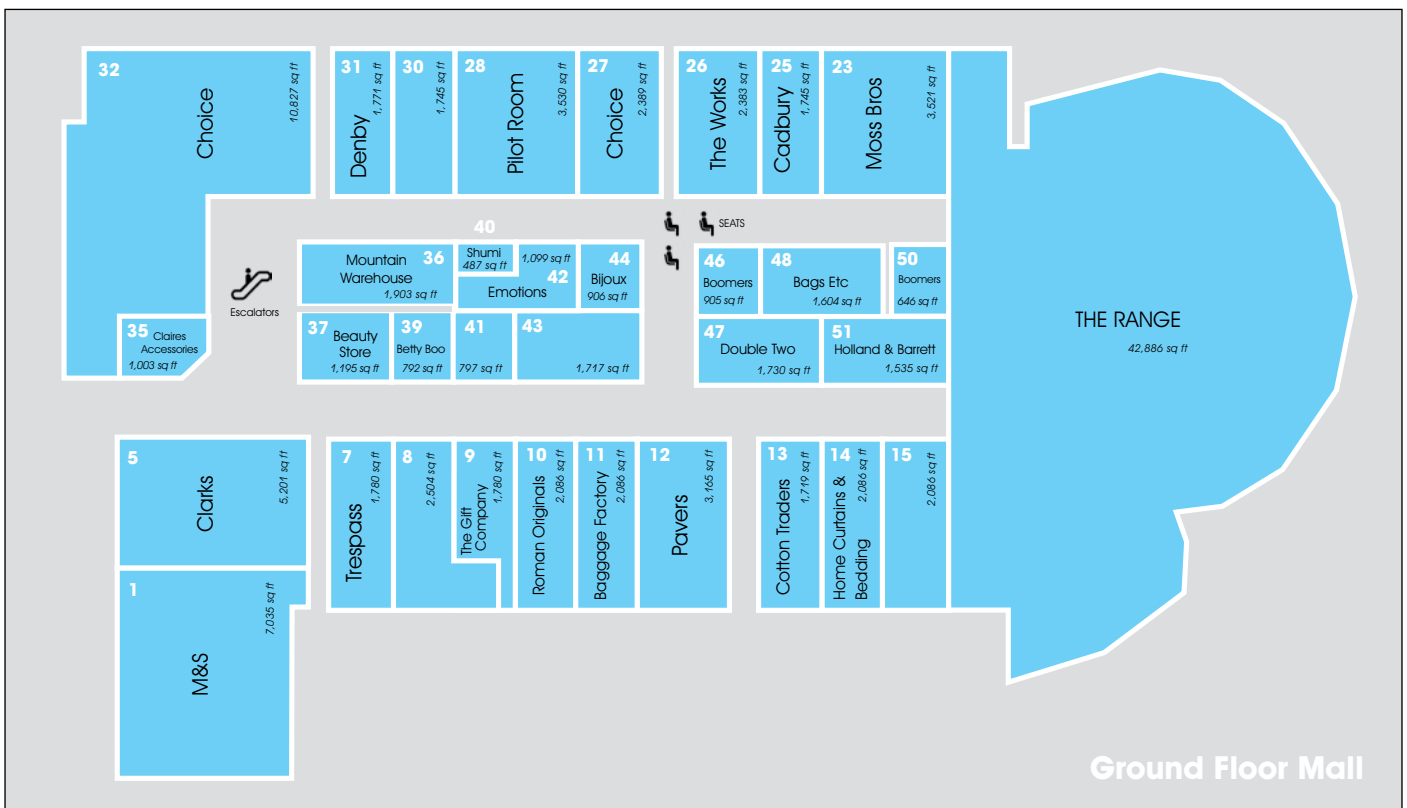 32
Choice
10,827 sq ft
31
Denby
1,771 sq ft
30
1,745 sq ft
28
Pilot Room
3,530 sq ft
27
Choice
2,389 sq ft
26
The Works
2,383 sq ft
25
Cadbury
1,745 sq ft
23
Moss Bros
3,521 sq ft
SEATS
Escalators
35
Claires
Accessories
1,003 sq ft
Mountain
Warehouse
36
1,903 sq ft
40
Shumi
487 sq ft
1,099 sq ft
42
Emotions
44
Bijoux
906 sq ft
46
Boomers
905 sq ft
48
Bags Etc
1,604 sq ft
50
Boomers
646 sq ft
37
Beauty
Store
1,195 sq ft
39
Betty Boo
792 sq ft
41
797 sq ft
43
1,717 sq ft
47
Double Two
1,730 sq ft
51
Holland & Barrett
1,535 sq ft
THE RANGE
42,886 sq ft
5
Clarks
5,201 sq ft
1
M&S
7,035 sq ft
7
Trespass
1,780 sq ft
8
2,504 sq ft
9
The Gift
Company
1,780 sq ft
10
Roman Originals
2,086 sq ft
11
Baggage Factory
2,086 sq ft
12
Pavers
3,165 sq ft
13
Cotton Traders
1,719 sq ft
14
Home Curtains &
Bedding
2,086 sq ft
15
2,086 sq ft
Ground Floor Mall